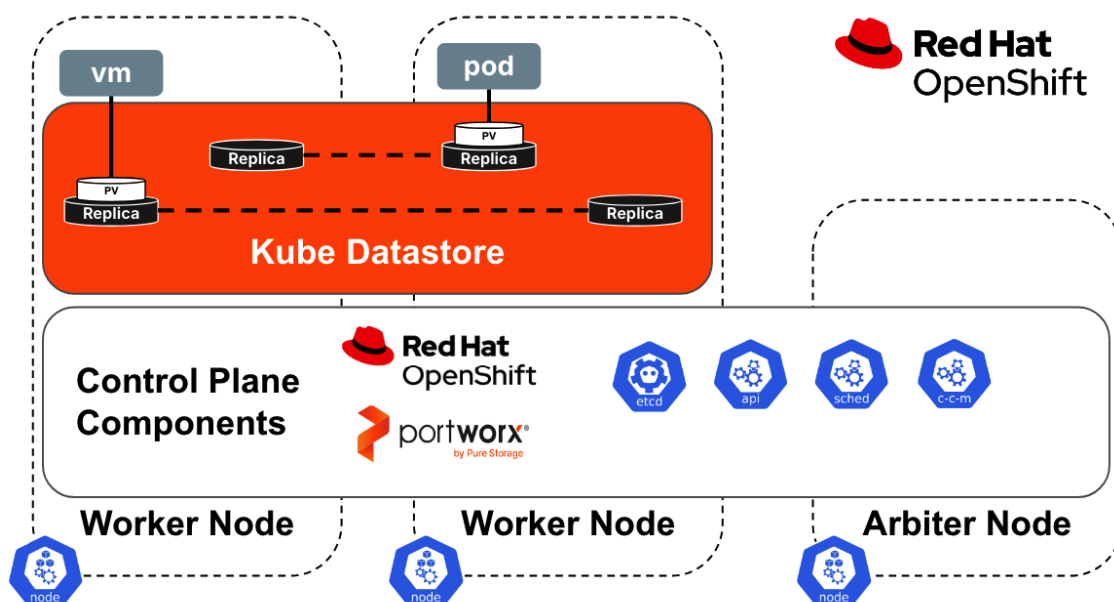 vm
pod
Red Hat
OpenShift
PV
Replica
Replica
PV
Replica
Replica
Kube Datastore
Control Plane
Components
Red Hat
OpenShift
portworx®
by Pure Storage
etcd
api
sched
c-c-m
Worker Node
Worker Node
Arbiter Node
node
node
node